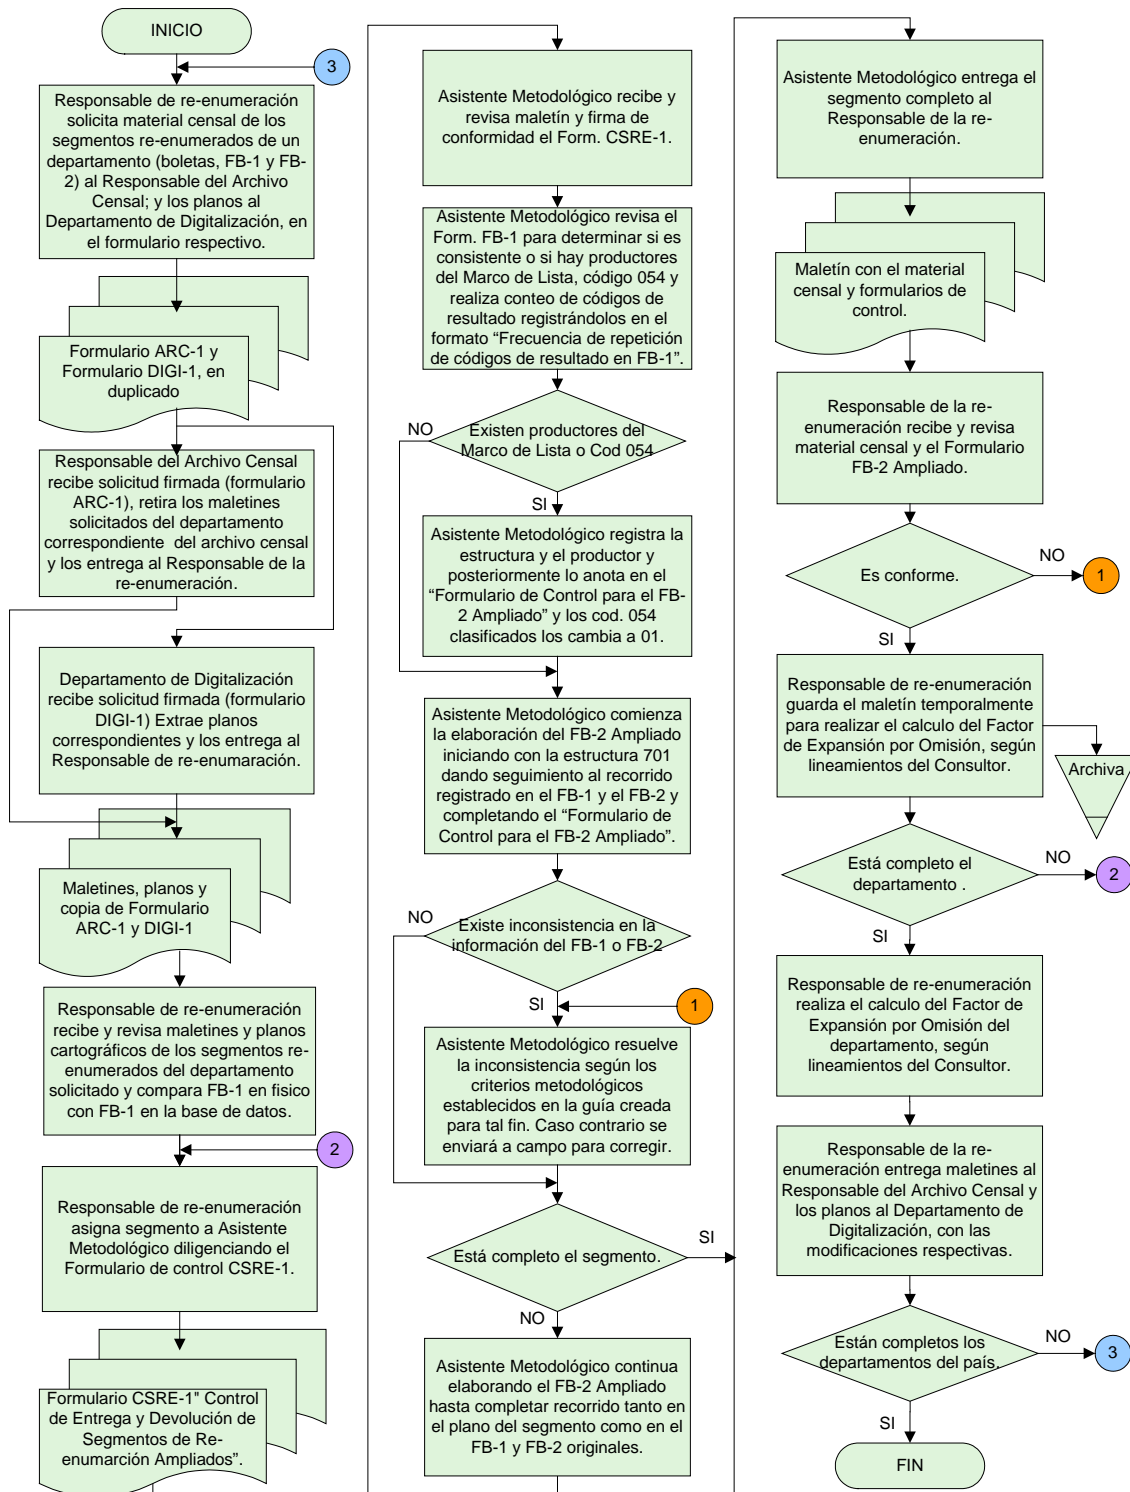 INICIO
3
Responsable de re-enumeración
solicita material censal de los
segmentos re-enumerados de un
departamento (boletas, FB-1 y FB-
2) al Responsable del Archivo
Censal; y los planos al
Departamento de Digitalización, en
el formulario respectivo.
Formulario ARC-1 y
Formulario DIGI-1, en
duplicado
Responsable del Archivo Censal
recibe solicitud firmada (formulario
ARC-1), retira los maletines
solicitados del departamento
correspondiente del archivo censal
y los entrega al Responsable de la
re-enumeración.
Departamento de Digitalización
recibe solicitud firmada (formulario
DIGI-1) Extrae planos
correspondientes y los entrega al
Responsable de re-enumaración.
Maletines, planos y
copia de Formulario
ARC-1 y DIGI-1
Responsable de re-enumeración
recibe y revisa maletines y planos
cartográficos de los segmentos re-
enumerados del departamento
solicitado y compara FB-1 en fisico
con FB-1 en la base de datos.
2
Responsable de re-enumeración
asigna segmento a Asistente
Metodológico diligenciando el
Formulario de control CSRE-1.
Formulario CSRE-1" Control
de Entrega y Devolución de
Segmentos de Re-
enumarción Ampliados”.
Asistente Metodológico recibe y
revisa maletín y firma de
conformidad el Form. CSRE-1.
Asistente Metodológico revisa el
Form. FB-1 para determinar si es
consistente o si hay productores
del Marco de Lista, código 054 y
realiza conteo de códigos de
resultado registrándolos en el
formato “Frecuencia de repetición
de códigos de resultado en FB-1”.
NO
Existen productores del
Marco de Lista o Cod 054
SI
Asistente Metodológico registra la
estructura y el productor y
posteriormente lo anota en el
“Formulario de Control para el FB-
2 Ampliado” y los cod. 054
clasificados los cambia a 01.
Asistente Metodológico comienza
la elaboración del FB-2 Ampliado
iniciando con la estructura 701
dando seguimiento al recorrido
registrado en el FB-1 y el FB-2 y
completando el “Formulario de
Control para el FB-2 Ampliado”.
NO
Existe inconsistencia en la
información del FB-1 o FB-2
SI
1
Asistente Metodológico resuelve
la inconsistencia según los
criterios metodológicos
establecidos en la guía creada
para tal fin. Caso contrario se
enviará a campo para corregir.
Está completo el segmento.
SI
NO
Asistente Metodológico continua
elaborando el FB-2 Ampliado
hasta completar recorrido tanto en
el plano del segmento como en el
FB-1 y FB-2 originales.
Asistente Metodológico entrega el
segmento completo al
Responsable de la re-
enumeración.
Maletín con el material
censal y formularios de
control.
Responsable de la re-
enumeración recibe y revisa
material censal y el Formulario
FB-2 Ampliado.
Es conforme.
NO
1
SI
Responsable de re-enumeración
guarda el maletín temporalmente
para realizar el calculo del Factor
de Expansión por Omisión, según
lineamientos del Consultor.
Archiva
Está completo el
departamento .
NO
2
SI
Responsable de re-enumeración
realiza el calculo del Factor de
Expansión por Omisión del
departamento, según
lineamientos del Consultor.
Responsable de la re-
enumeración entrega maletines al
Responsable del Archivo Censal y
los planos al Departamento de
Digitalización, con las
modificaciones respectivas.
Están completos los
departamentos del país.
NO
3
SI
FIN